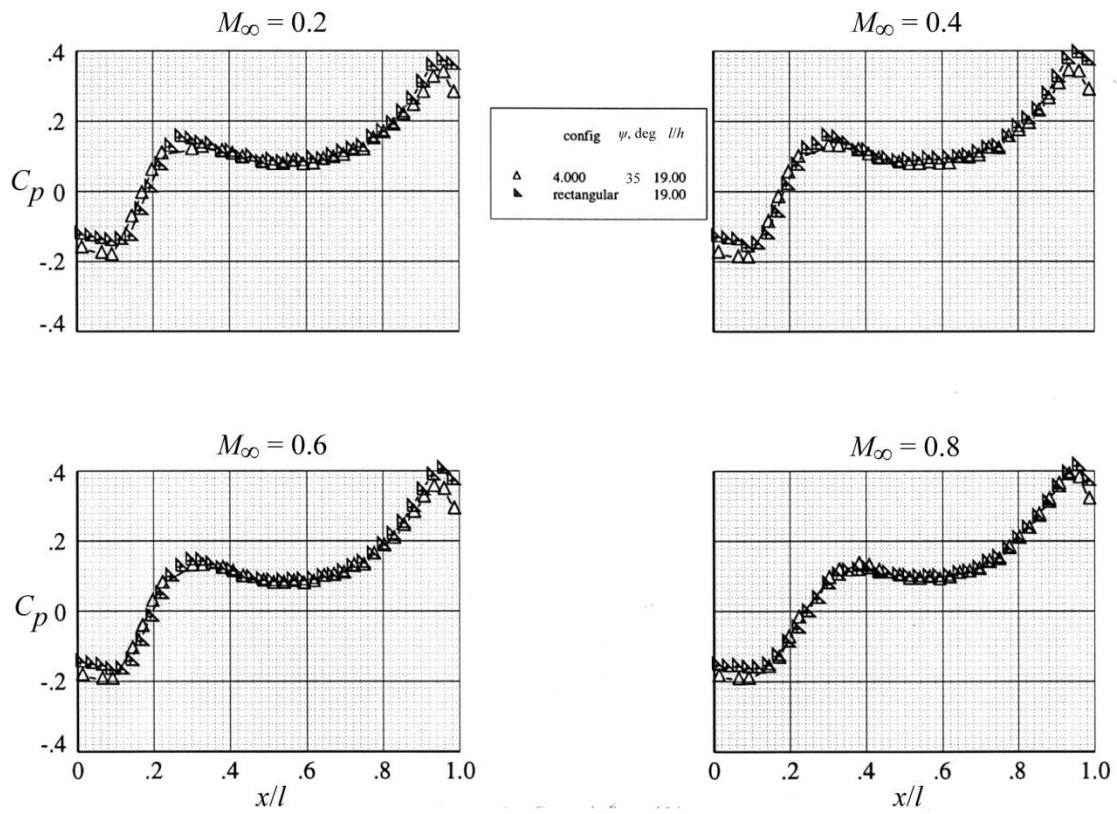 M∞ = 0.2
M∞ = 0.4
.4
.2
Cp 0
-.2
-.4
config ψ, deg l/h
4.000 35 19.00
rectangular 19.00
M∞ = 0.6
M∞ = 0.8
.4
.2
Cp 0
-.2
-.4
0 .2 .4 .6 .8 1.0
x/l
0 .2 .4 .6 .8 1.0
x/l